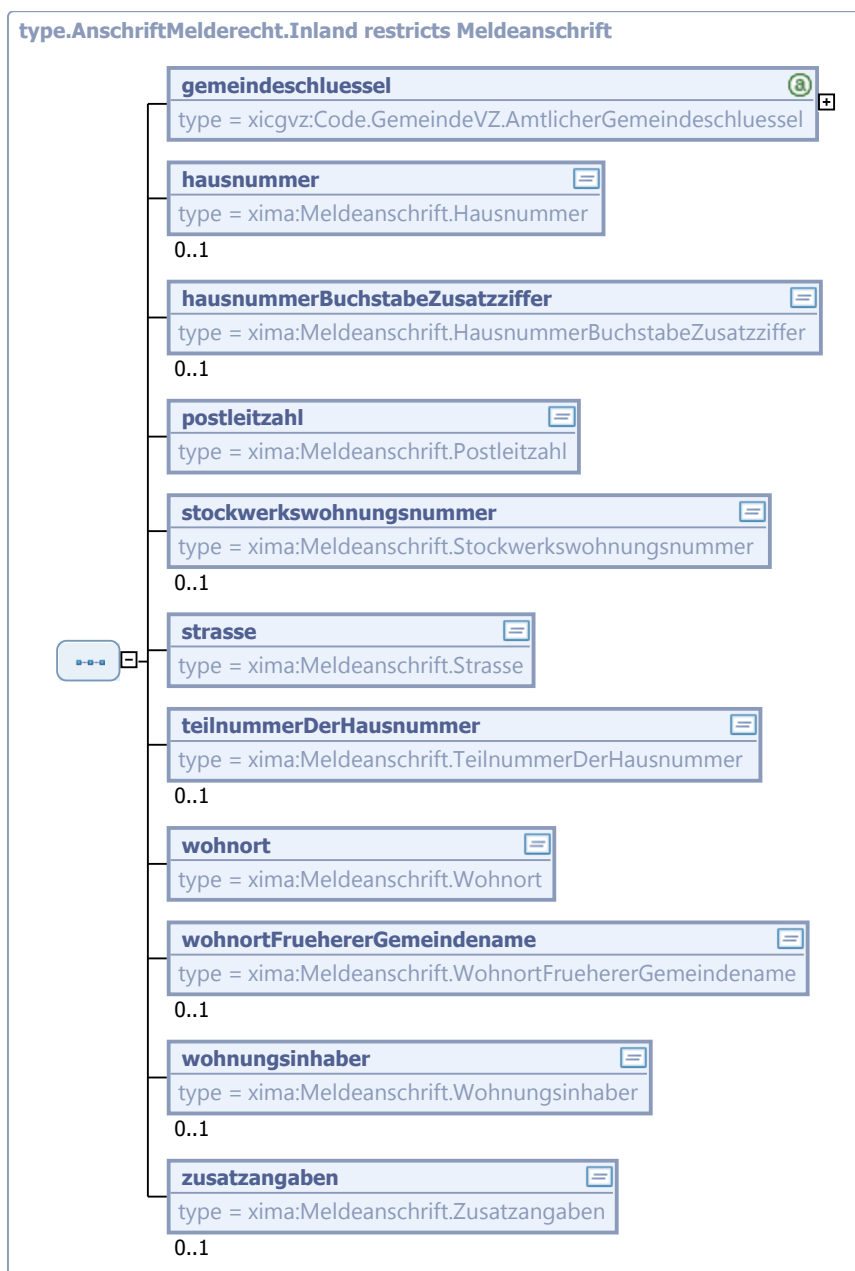 type.AnschriftMelderecht.Inland restricts Meldeanschrift
gemeindeschluessel
type = xicgvz:Code.GemeindeVZ.AmtlicherGemeindeschluessel
hausnummer
type = xima:Meldeanschrift.Hausnummer
0..1
hausnummerBuchstabeZusatzziffer
type = xima:Meldeanschrift.HausnummerBuchstabeZusatzziffer
0..1
postleitzahl
type = xima:Meldeanschrift.Postleitzahl
stockwerkswohnungsnummer
type = xima:Meldeanschrift.Stockwerkswohnungsnummer
0..1
strasse
type = xima:Meldeanschrift.Strasse
teilnummerDerHausnummer
type = xima:Meldeanschrift.TeilnummerDerHausnummer
0..1
wohnort
type = xima:Meldeanschrift.Wohnort
wohnortFruehererGemeindename
type = xima:Meldeanschrift.WohnortFruehererGemeindename
0..1
wohnungsinhaber
type = xima:Meldeanschrift.Wohnungsinhaber
0..1
zusatzangaben
type = xima:Meldeanschrift.Zusatzangaben
0..1